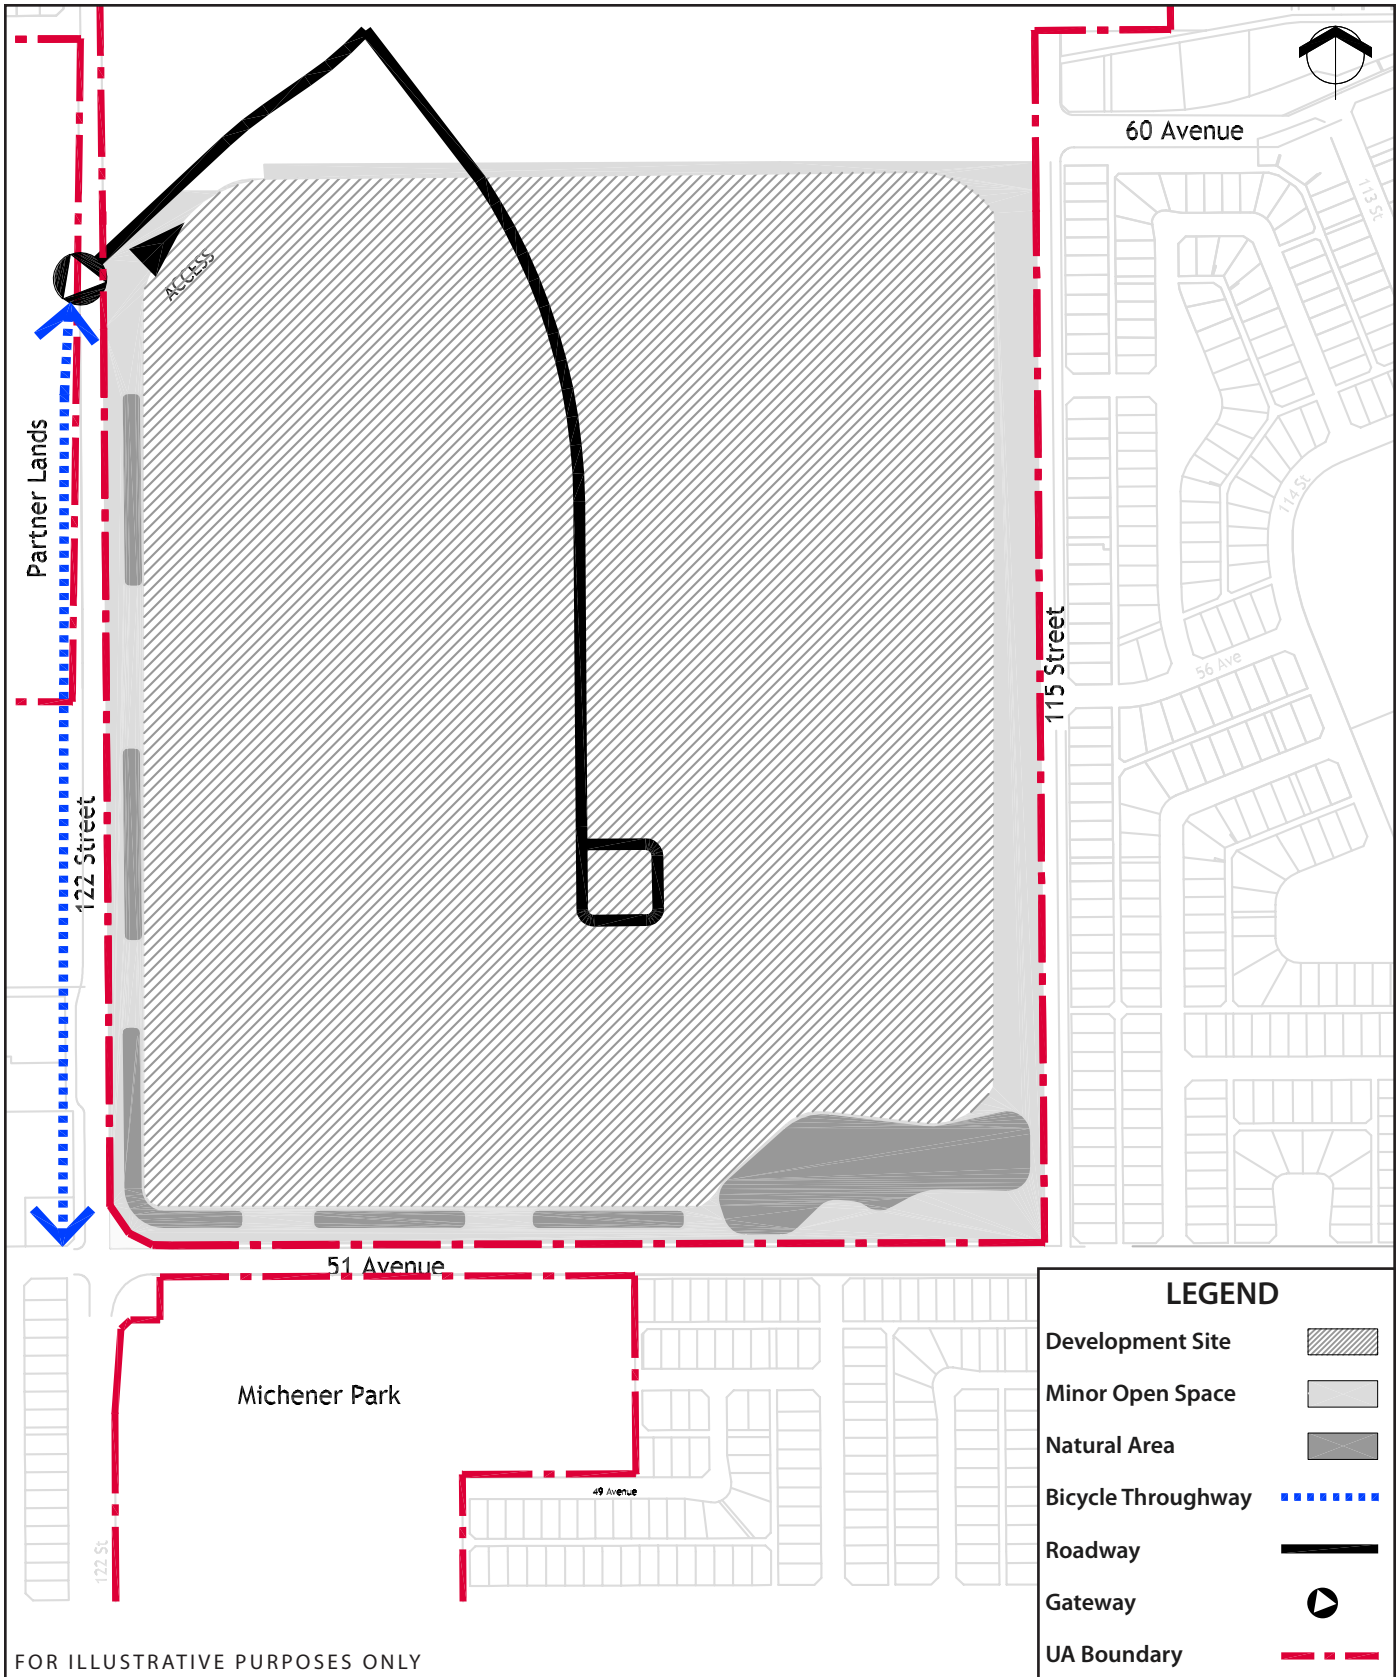 60 Avenue
113 St
ACCESS
Partner Lands
114 St
115 Street
56 Ave
122 Street
51 Avenue
Michener Park
49 Avenue
122 St
LEGEND
Development Site
Minor Open Space
Natural Area
Bicycle Throughway
Roadway
Gateway
UA Boundary
FOR ILLUSTRATIVE PURPOSES ONLY